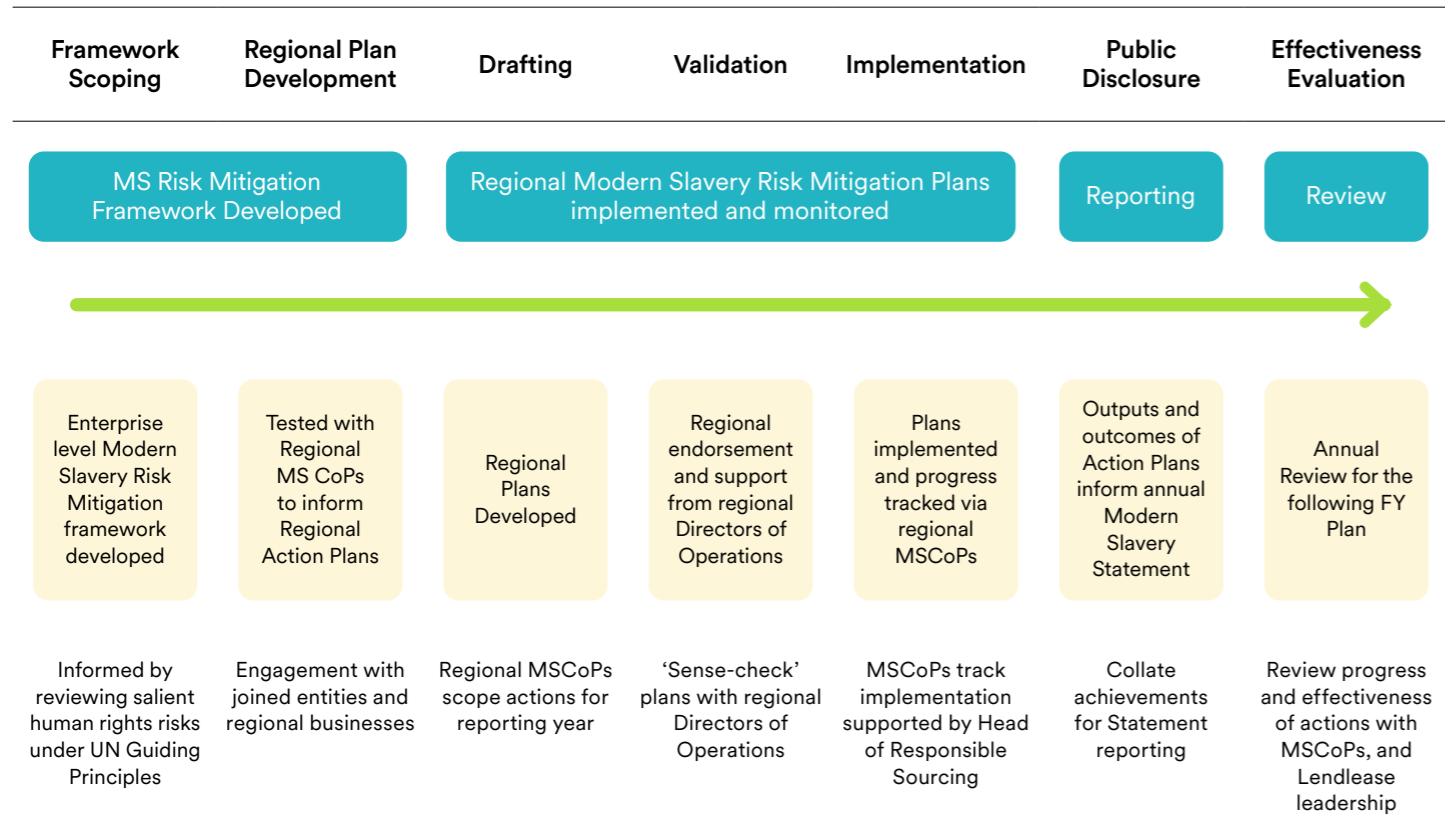 Framework
Scoping
Regional Plan
Development
Drafting
Validation
Implementation
Public
Disclosure
Effectiveness
Evaluation
MS Risk Mitigation
Framework Developed
Regional Modern Slavery Risk Mitigation Plans
implemented and monitored
Reporting
Review
Enterprise
level Modern
Slavery Risk
Mitigation
framework
developed
Tested with
Regional
MS CoPs
to inform
Regional
Action Plans
Regional
Plans
Developed
Regional
endorsement
and support
from regional
Directors of
Operations
Plans
implemented
and progress
tracked via
regional
MSCoPs
Outputs and
outcomes of
Action Plans
inform annual
Modern
Slavery
Statement
Annual
Review for the
following FY
Plan
Informed by
reviewing salient
human rights risks
under UN Guiding
Principles
Engagement with
joined entities and
regional businesses
Regional MSCoPs
scope actions for
reporting year
‘Sense-check’
plans with regional
Directors of
Operations
MSCoPs track
implementation
supported by Head
of Responsible
Sourcing
Collate
achievements
for Statement
reporting
Review progress
and effectiveness
of actions with
MSCoPs, and
Lendlease
leadership